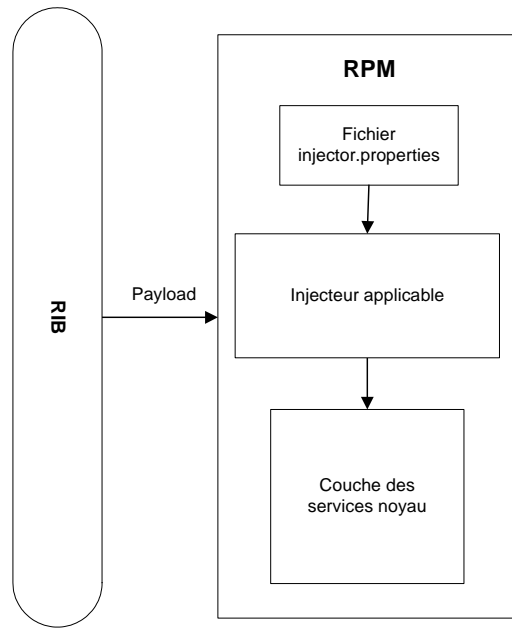 RPM
Fichier
injector.properties
RIB
Payload
Injecteur applicable
Couche des
services noyau